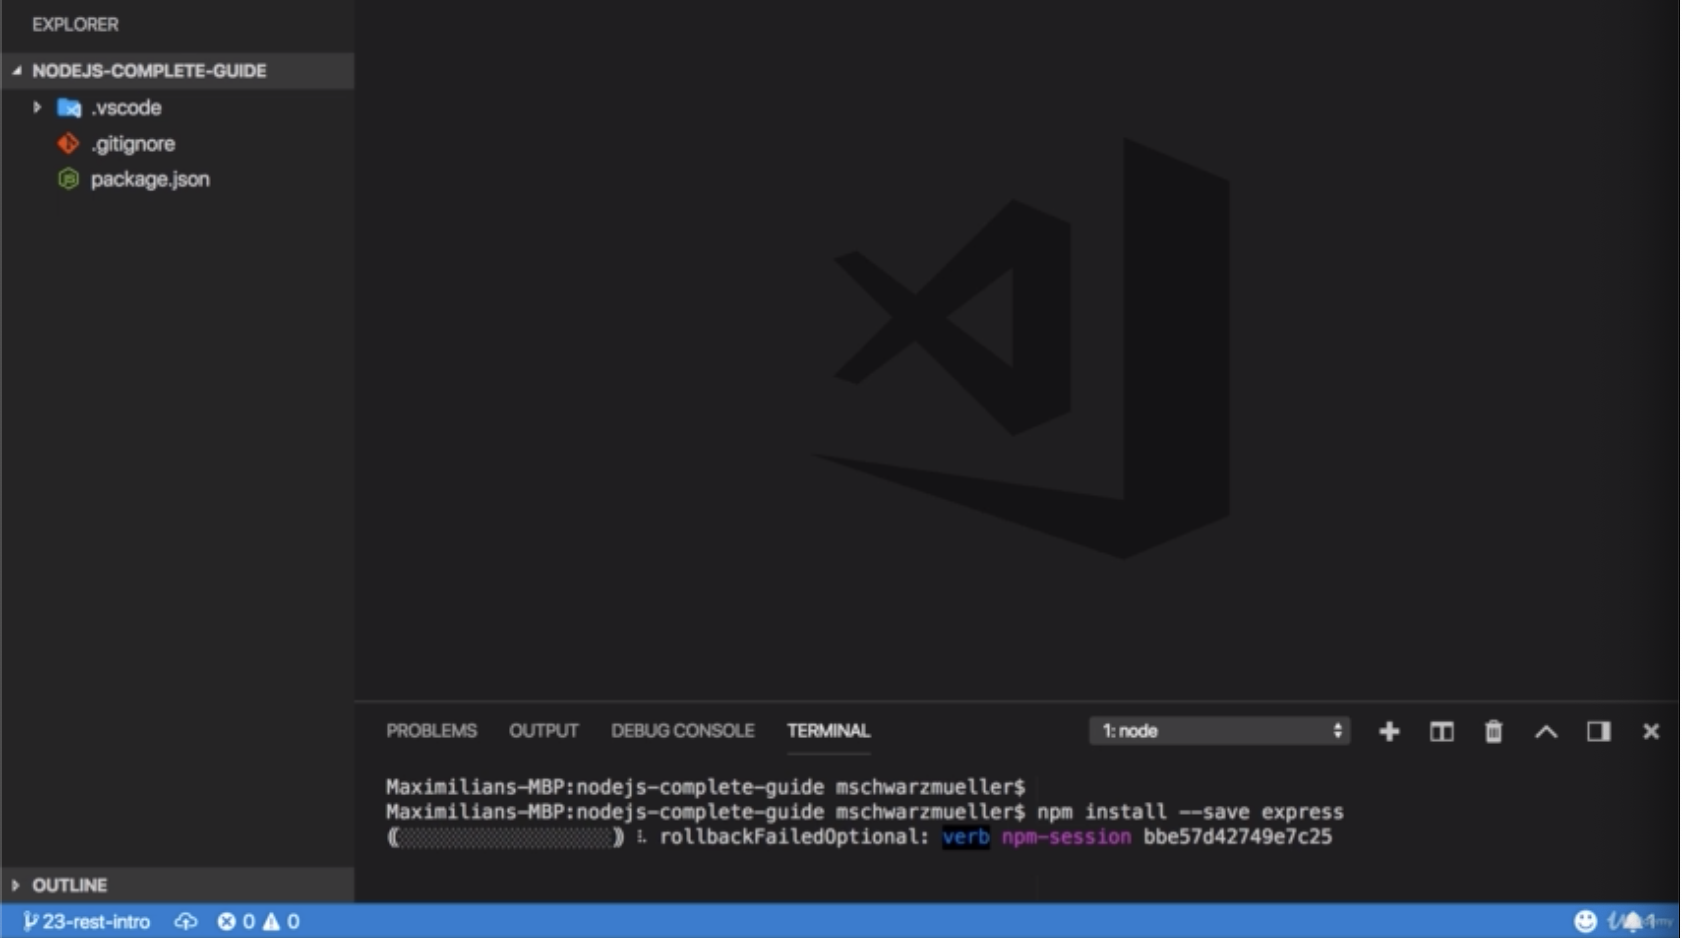 EXPLORER
NODEJS-COMPLETE-GUIDE
.vscode
.gitignore
package.json
OUTLINE
PROBLEMS OUTPUT DEBUG CONSOLE TERMINAL 1: node
Maximilians-MBP:nodejs-complete-guide mschwarzmueller$
Maximilians-MBP:nodejs-complete-guide mschwarzmueller$ npm install --save express
rollbackFailedOptional: verb npm-session bbe57d42749e7c25
23-rest-intro 0 0 1